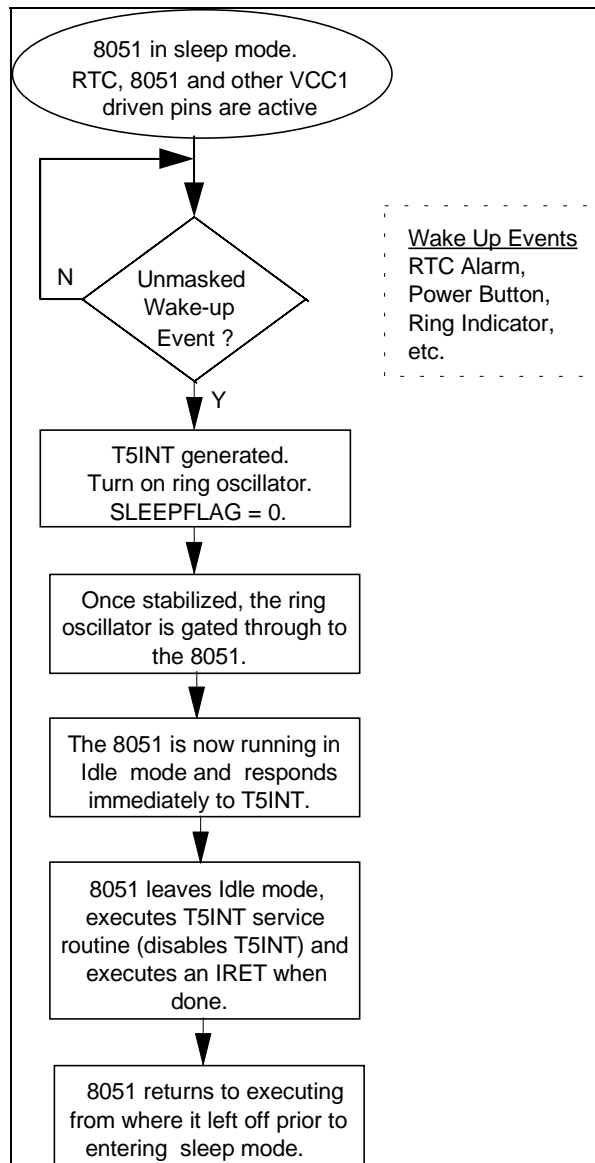 8051 in sleep mode.
RTC, 8051 and other VCC1
driven pins are active
N
Unmasked
Wake-up
Event ?
Y
Wake Up Events
RTC Alarm,
Power Button,
Ring Indicator,
etc.
T5INT generated.
Turn on ring oscillator.
SLEEPFLAG = 0.
Once stabilized, the ring
oscillator is gated through to
the 8051.
The 8051 is now running in
Idle mode and responds
immediately to T5INT.
8051 leaves Idle mode,
executes T5INT service
routine (disables T5INT) and
executes an IRET when
done.
8051 returns to executing
from where it left off prior to
entering sleep mode.